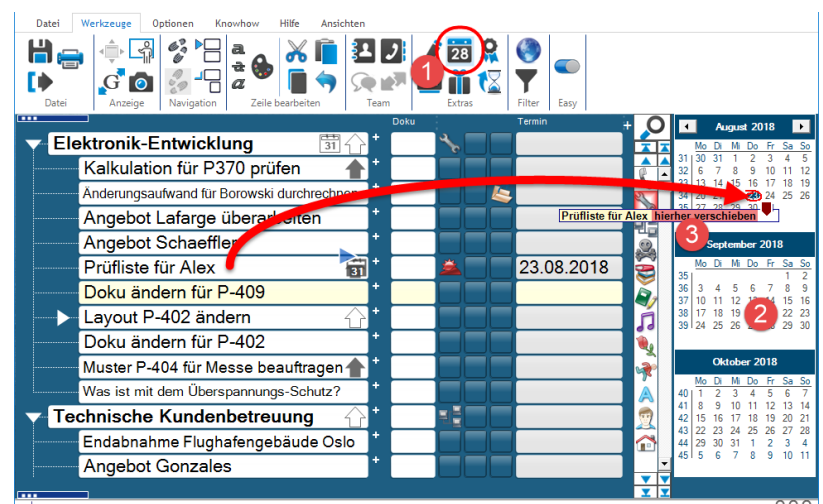 Datei Werkzeuge Optionen Knowhow Hilfe Ansichten
a a a G 1 28
Datei Anzeige Navigation Zeile bearbeiten Team Extras Filter Easy
Doku Termin
Elektronik-Entwicklung 31 +
Kalkulation für P370 prüfen +
Änderungsaufwand für Borowski durchrechnen
Angebot Lafarge überarbeiten
Angebot Schaeffler
Prüfliste für Alex 31 + 23.08.2018
Doku ändern für P-409 +
Layout P-402 ändern +
Doku ändern für P-402 +
Muster P-404 für Messe beauftragen +
Was ist mit dem Überspannungs-Schutz? +
Technische Kundenbetreuung +
Endabnahme Flughafengebäude Oslo +
Angebot Gonzales +
A
August 2018
Mo Di Mi Do Fr Sa So
31 30 31 1 2 3 4 5
32 6 7 8 9 10 11 12
33 13 14 15 16 17 18 19
34 20 21 23 24 25 26
35 27 28 29 30
Prüfliste für Alex hierher verschieben
3
September 2018
Mo Di Mi Do Fr Sa So
35 1 2
36 3 4 5 6 7 8 9
37 10 11 12 13 14 15 16
38 17 18 19 2 22 23
39 24 25 26 28 29 30
Oktober 2018
Mo Di Mi Do Fr Sa So
40 1 2 3 4 5 6 7
41 8 9 10 11 12 13 14
42 15 16 17 18 19 20 21
43 22 23 24 25 26 27 28
44 29 30 31 1 2 3 4
45 5 6 7 8 9 10 11